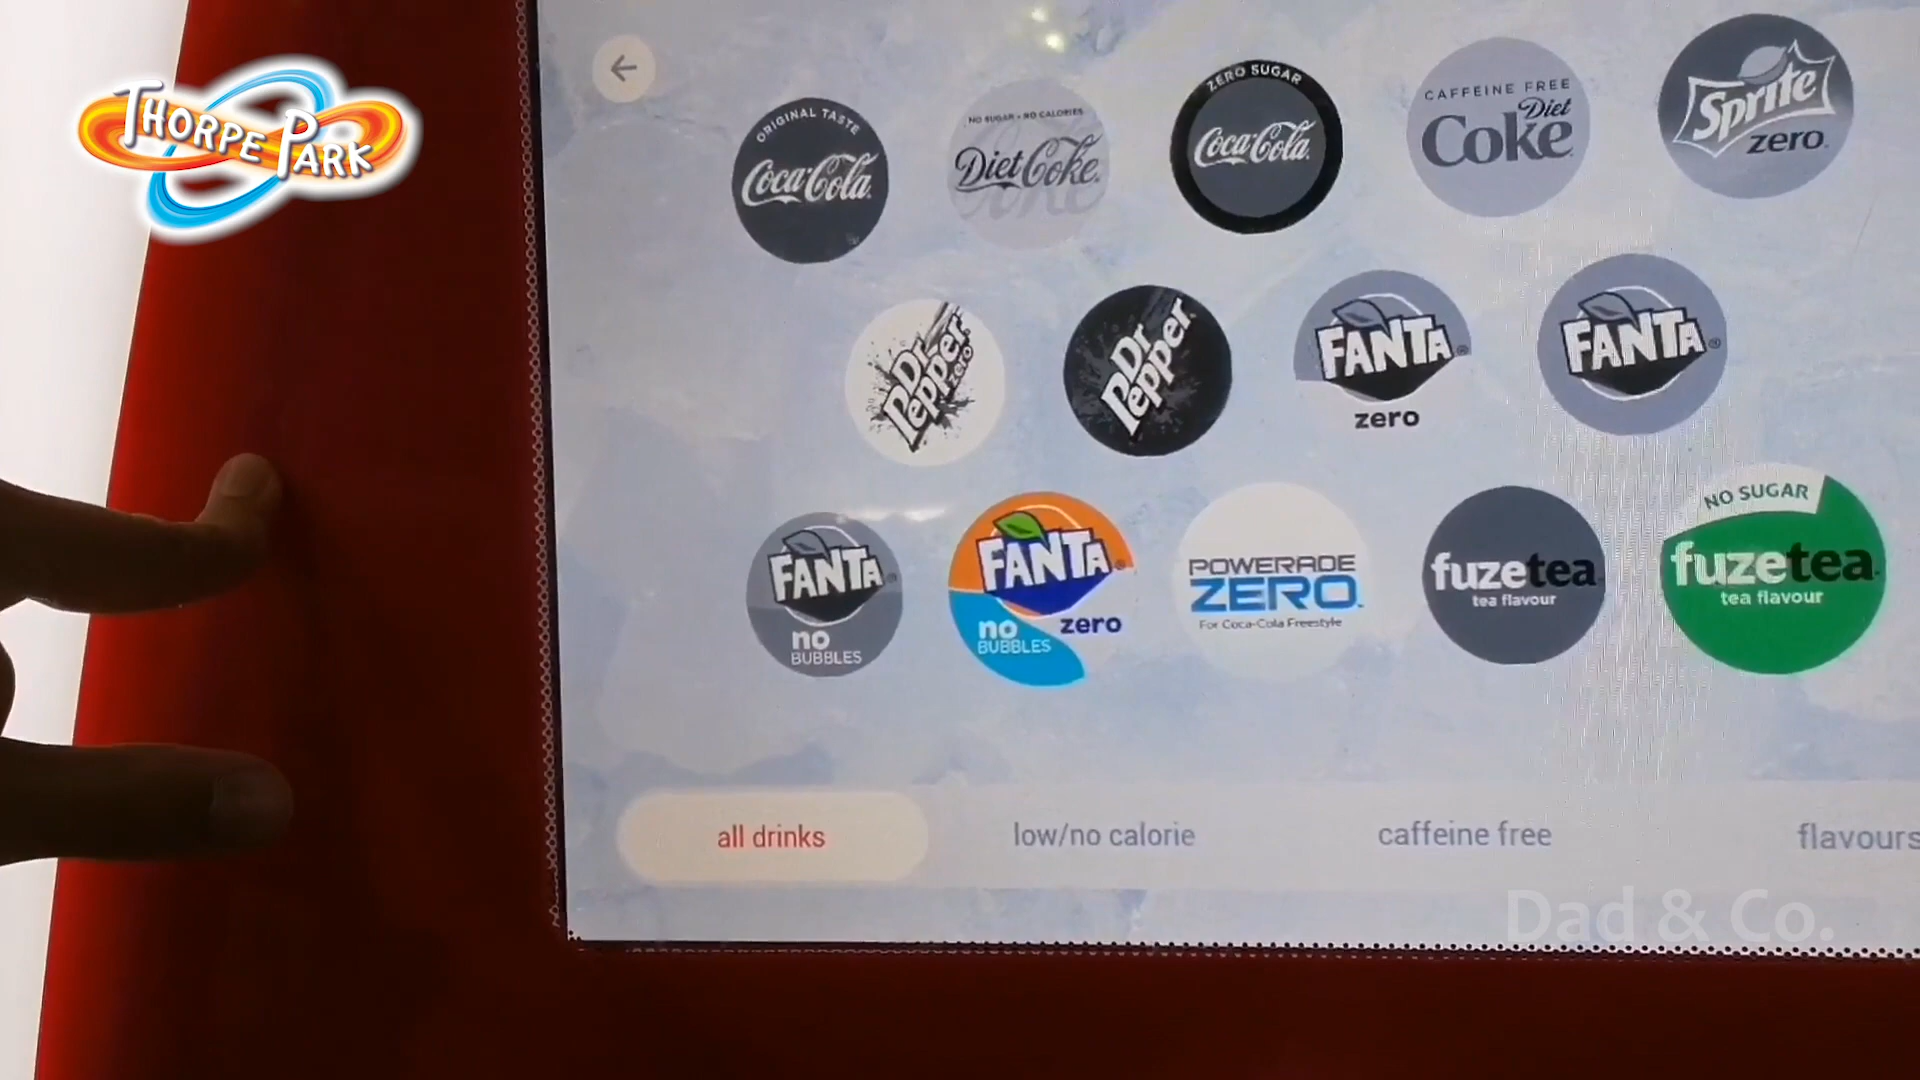 THORPE PARK
ORIGINAL TASTE
Coca-Cola
NO SUGAR • NO CALORIES
Diet Coke
Coke
ZERO SUGAR
Coca-Cola
CAFFEINE FREE
Diet
Coke
Sprite
zero
Dr Pepper zero
Dr Pepper
FANTA
zero
FANTA
FANTA
no
BUBBLES
FANTA
no
BUBBLES
zero
POWERADE
ZERO
For Coca-Cola Freestyle
fuzetea
tea flavour
NO SUGAR
fuzetea
tea flavour
all drinks
low/no calorie
caffeine free
flavours
Dad & Co.